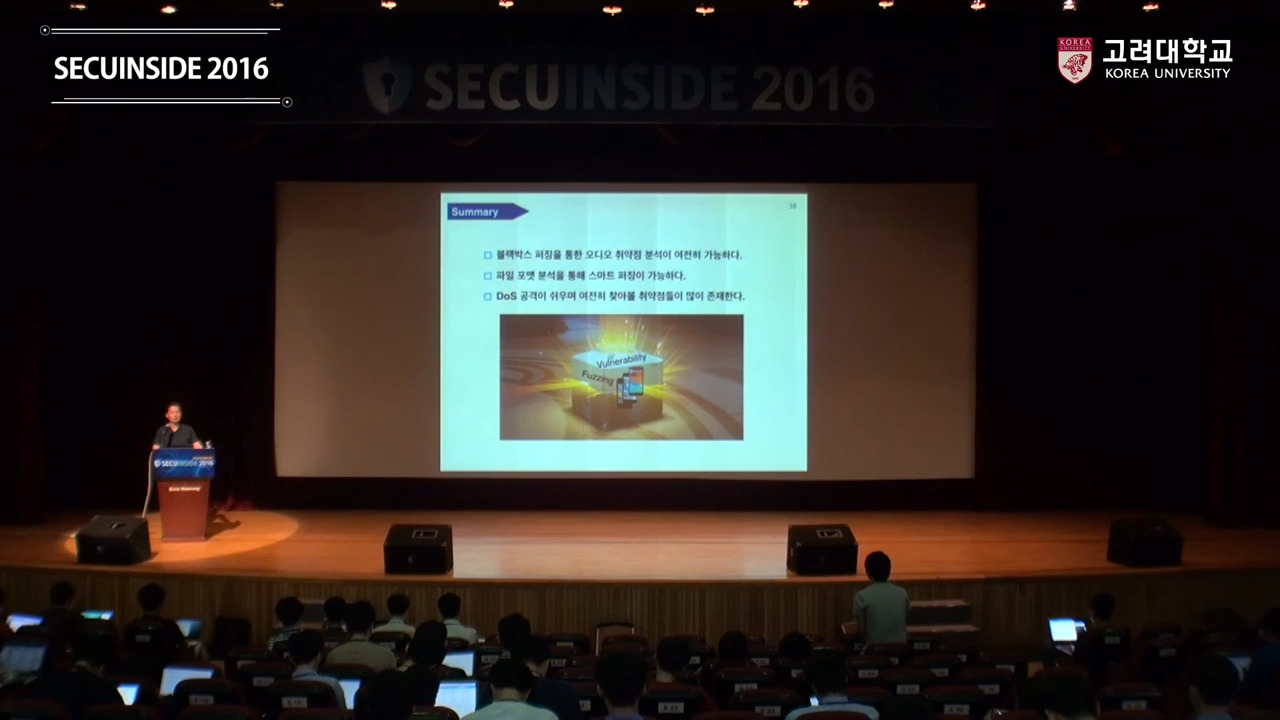 SECUINSIDE 2016
KOREA
UNIVERSITY
고려대학교
KOREA UNIVERSITY
SECUINSIDE 2016
Summary
38
블랙박스 퍼징을 통한 오디오 취약점 분석이 여전히 가능하다.
파일 포맷 분석을 통해 스마트 퍼징이 가능하다.
DoS 공격이 쉬우며 여전히 찾아볼 취약점들이 많이 존재한다.
Vulnerability
Fuzzing
SECUINSIDE 2016